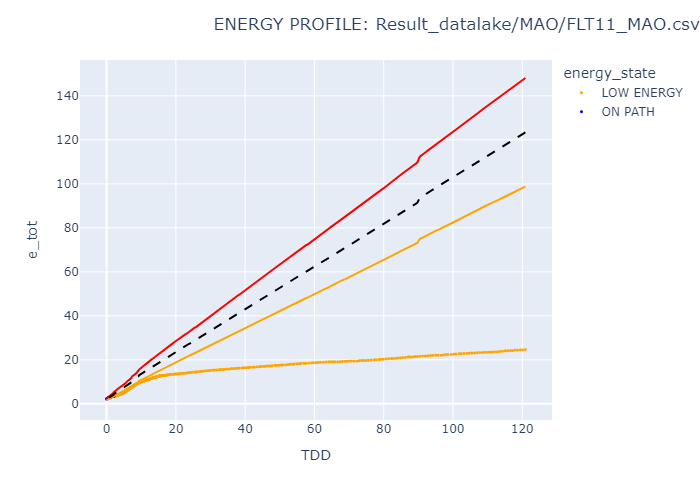 ENERGY PROFILE: Result_datalake/MAO/FLT11_MAO.csv
energy_state
LOW ENERGY
ON PATH
e_tot
140
120
100
80
60
40
20
0
0 20 40 60 80 100 120
TDD